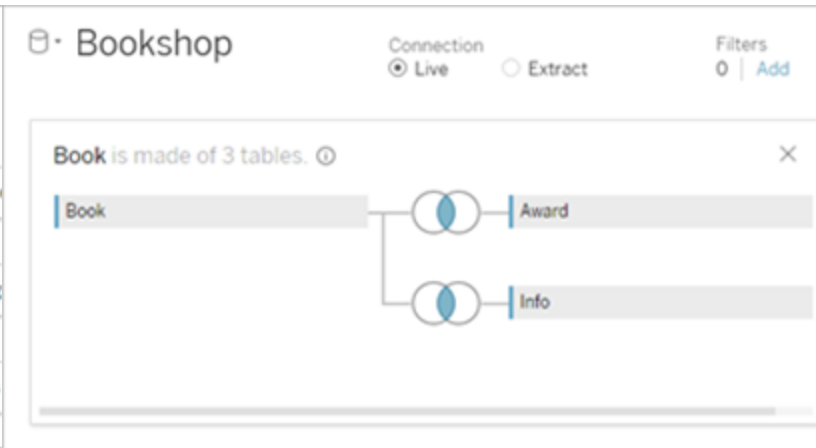 Bookshop
Connection
Live
Extract
Filters
0
Add
Book is made of 3 tables.
Book
Award
Info